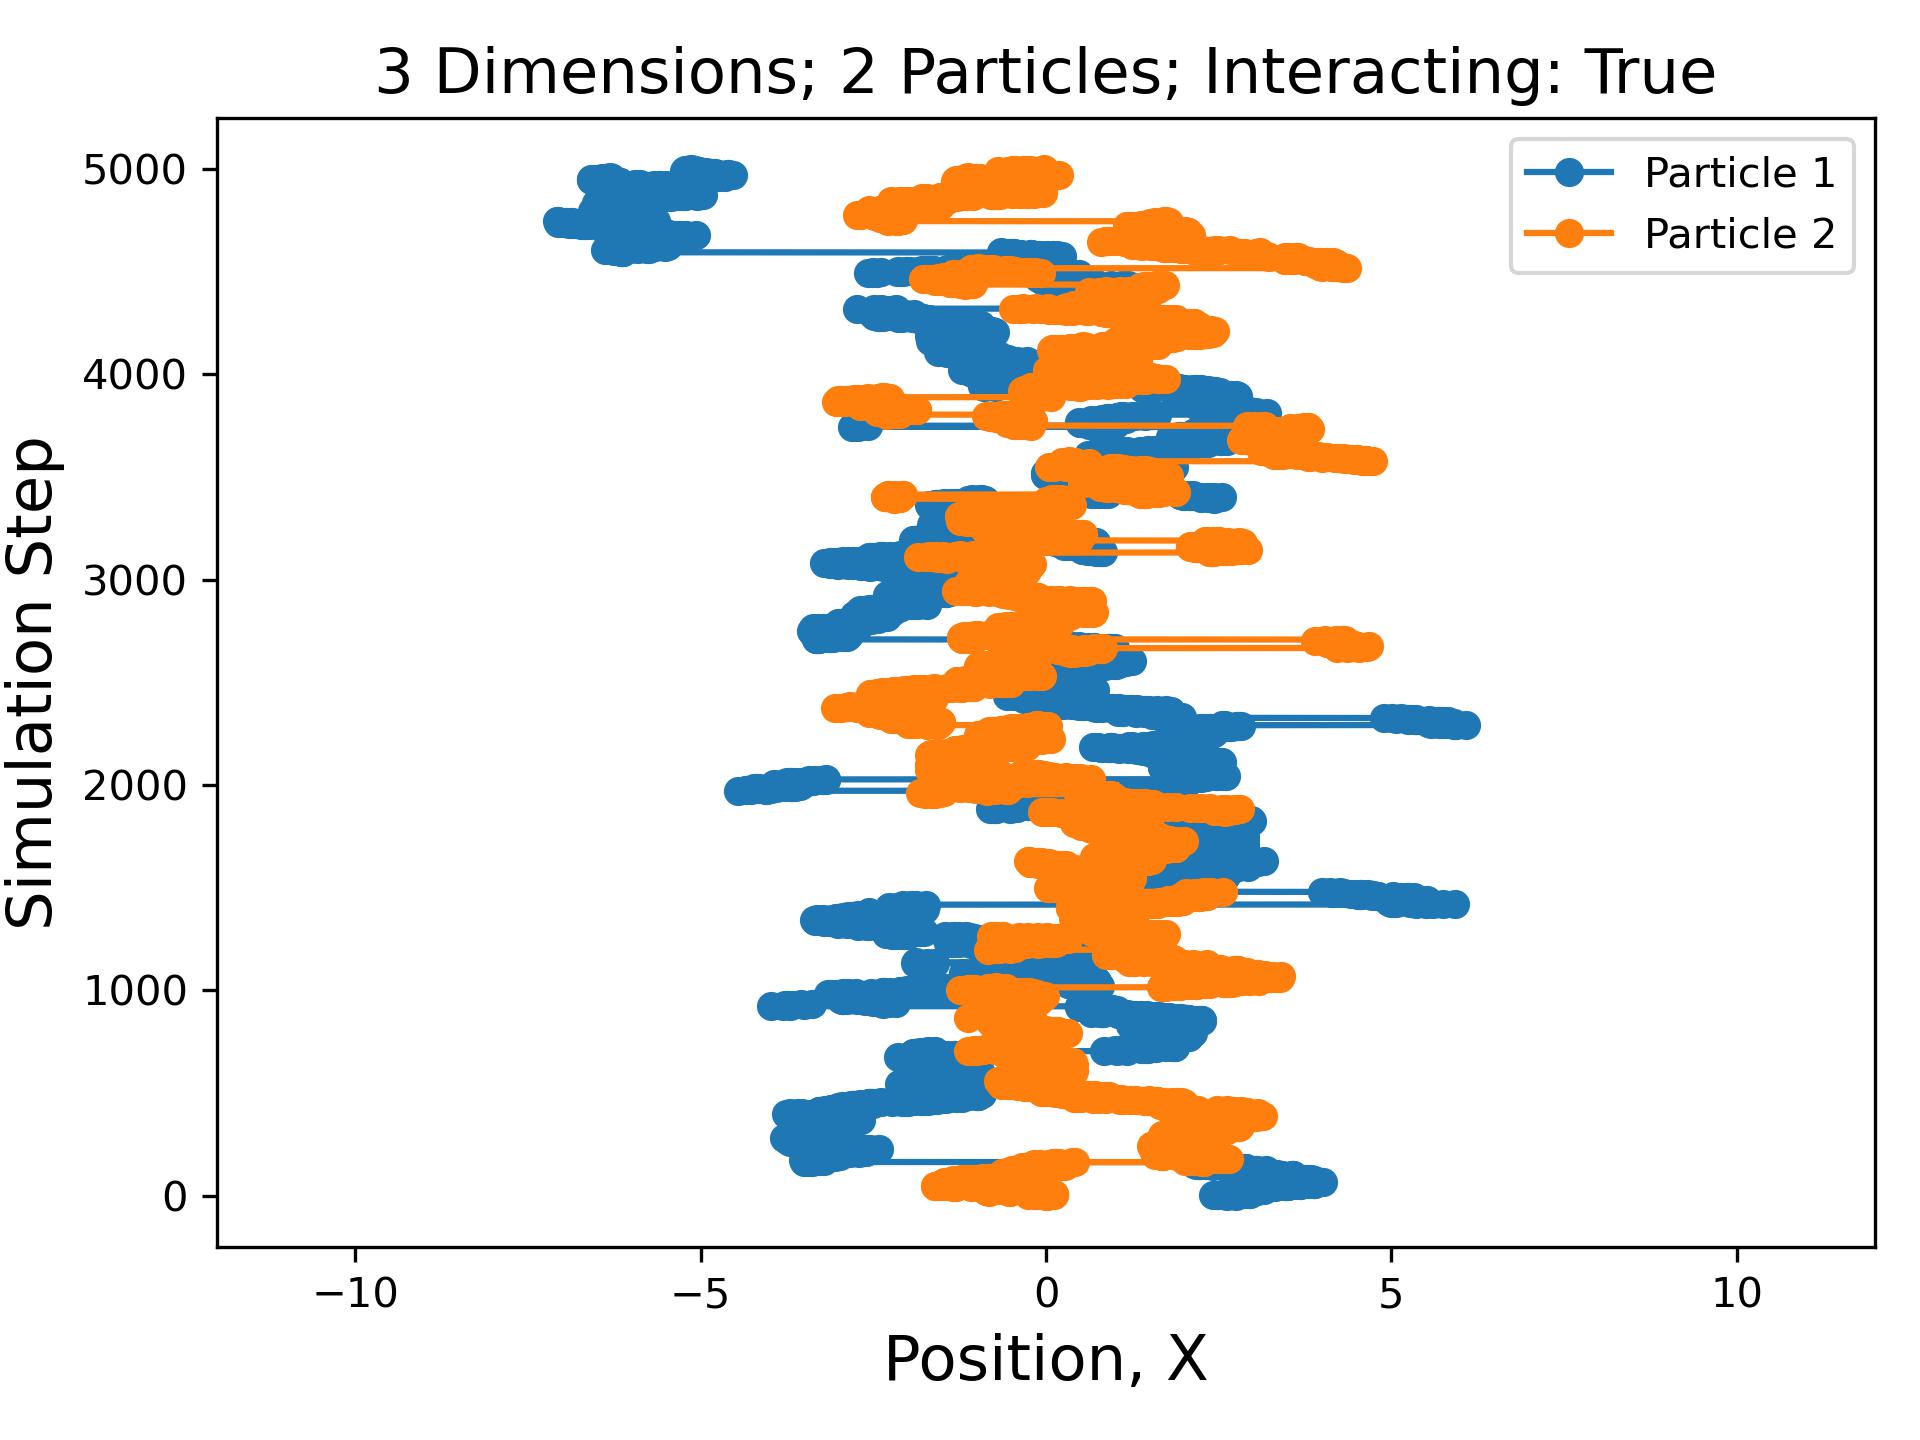 3 Dimensions; 2 Particles; Interacting: True
Particle 1
Particle 2
Simulation Step
5000
4000
3000
2000
1000
0
−10
−5
0
5
10
Position, X